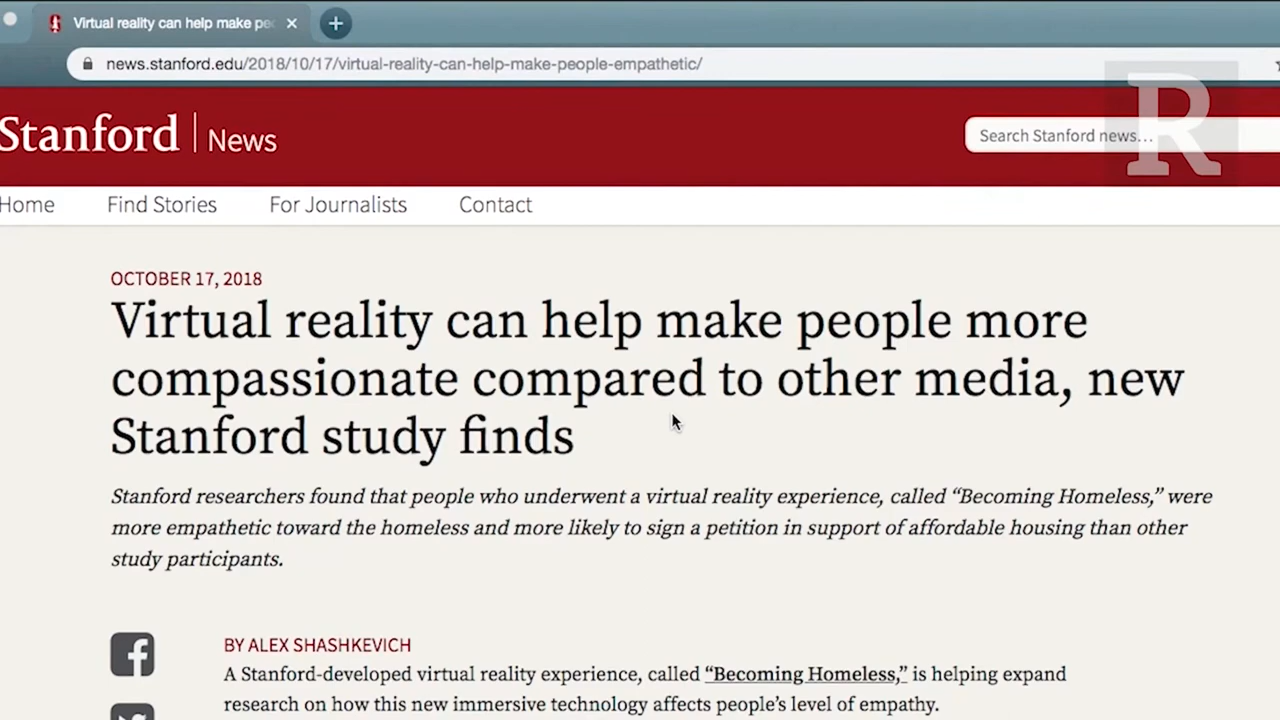 Virtual reality can help make pe
news.stanford.edu/2018/10/17/virtual-reality-can-help-make-people-empathetic/
R
Stanford | News
Search Stanford news...
Home Find Stories For Journalists Contact
OCTOBER 17, 2018
Virtual reality can help make people more
compassionate compared to other media, new
Stanford study finds
Stanford researchers found that people who underwent a virtual reality experience, called “Becoming Homeless,” were
more empathetic toward the homeless and more likely to sign a petition in support of affordable housing than other
study participants.
BY ALEX SHASHKEVICH
A Stanford-developed virtual reality experience, called “Becoming Homeless,” is helping expand
research on how this new immersive technology affects people’s level of empathy.